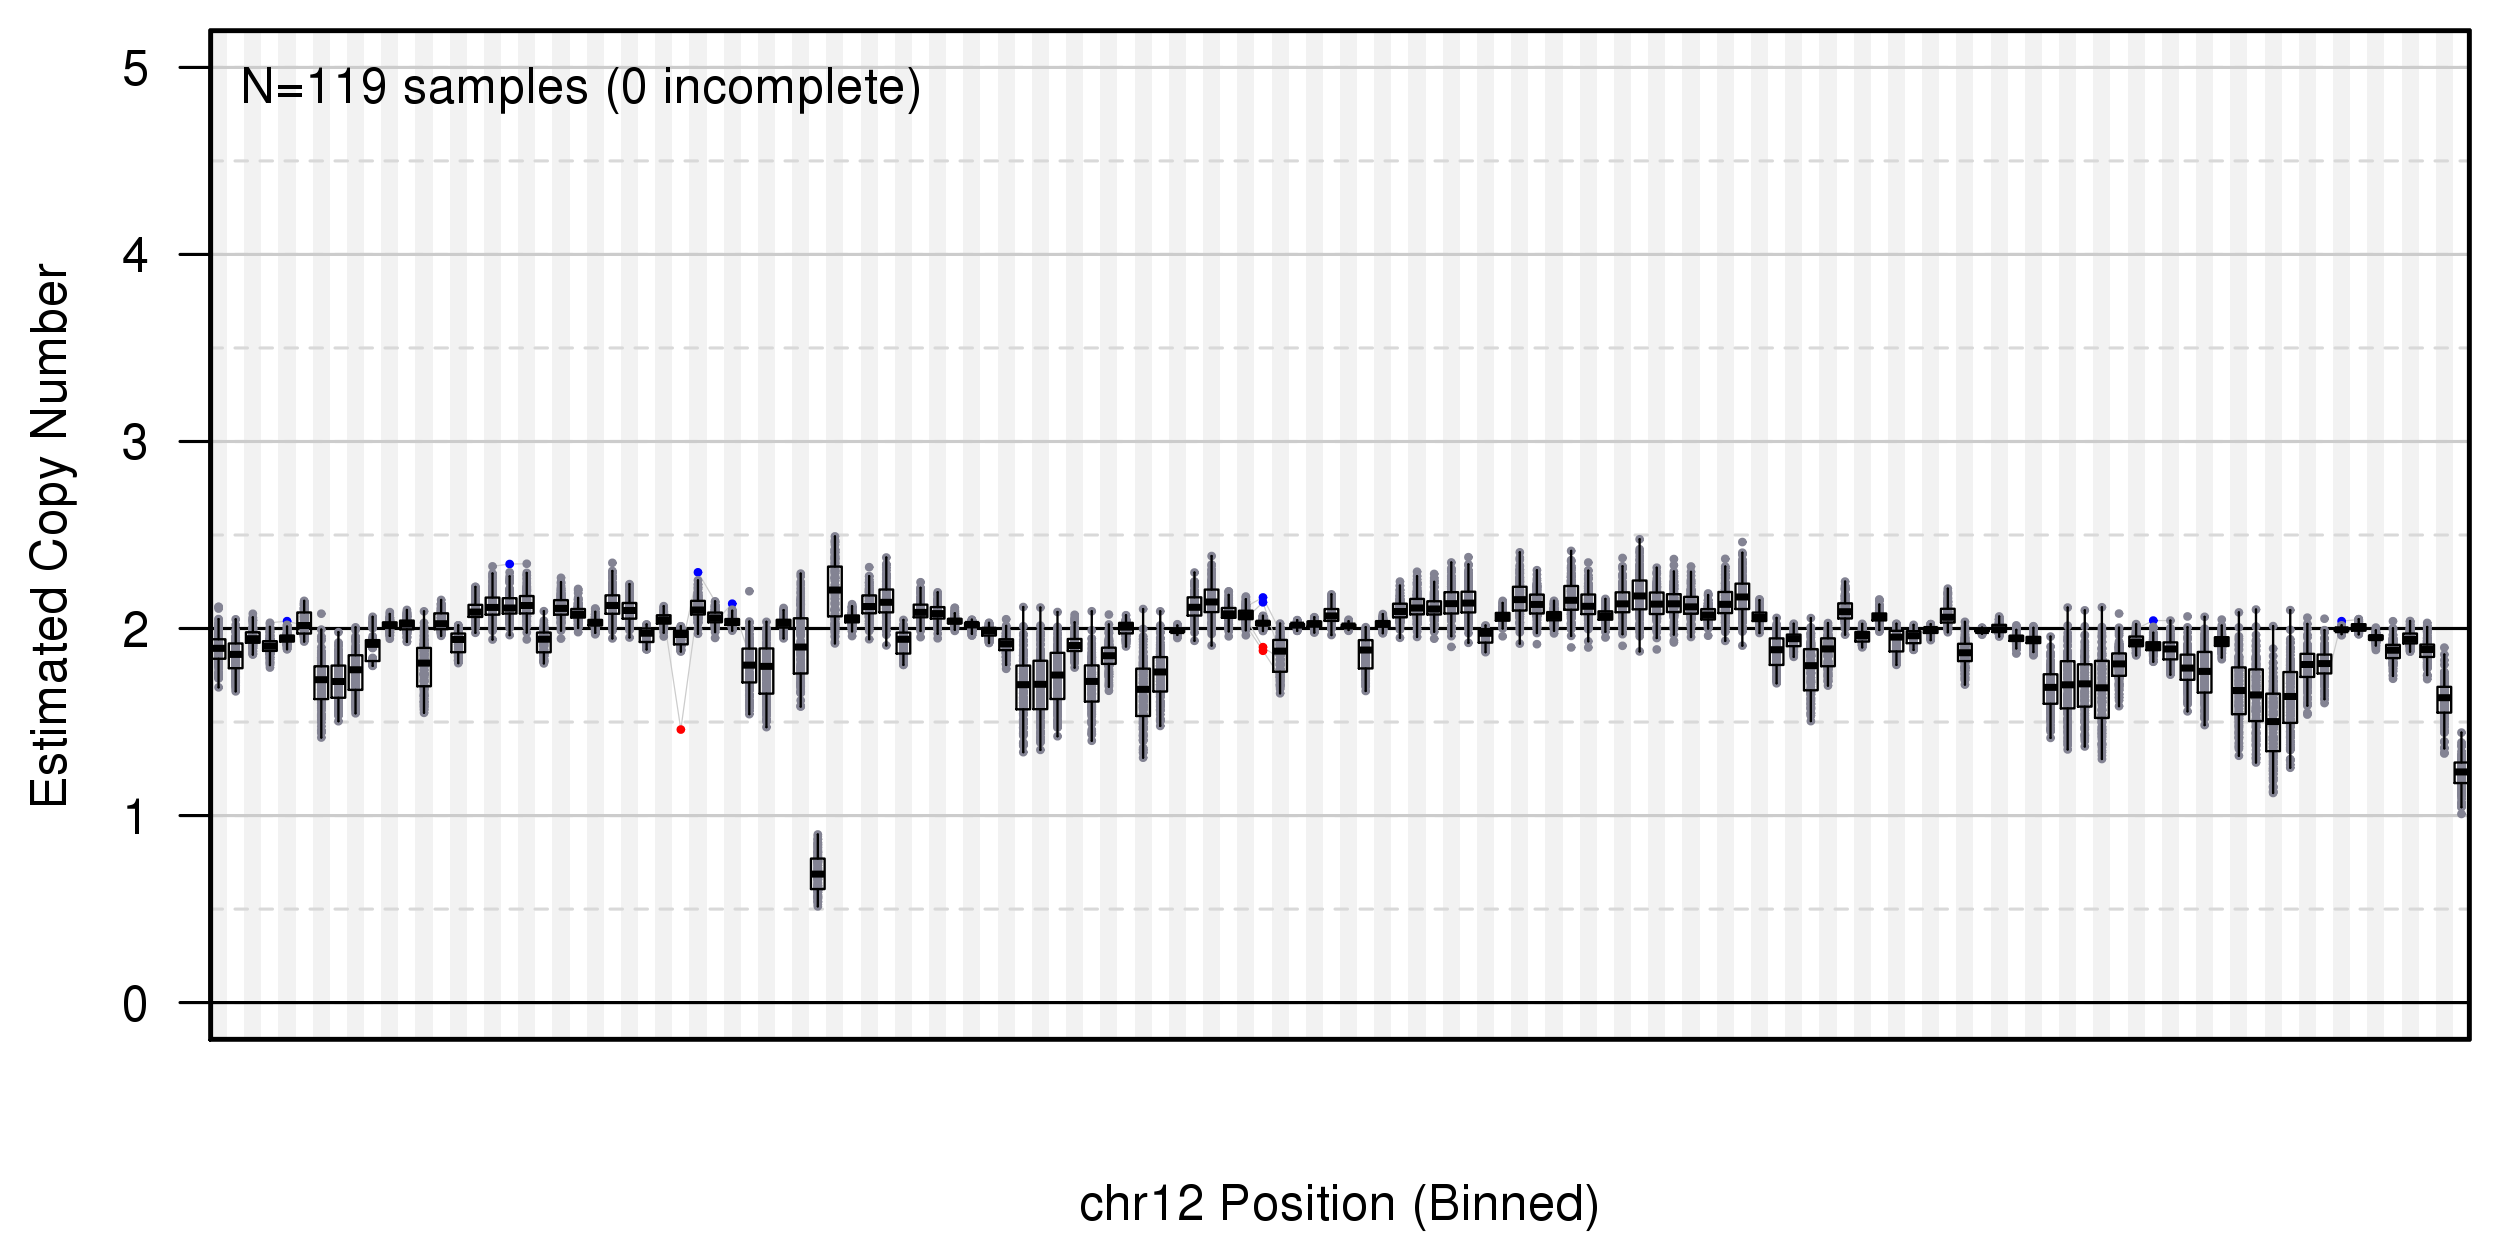 N=119 samples (0 incomplete)
5
4
3
2
1
0
Estimated Copy Number
chr12 Position (Binned)